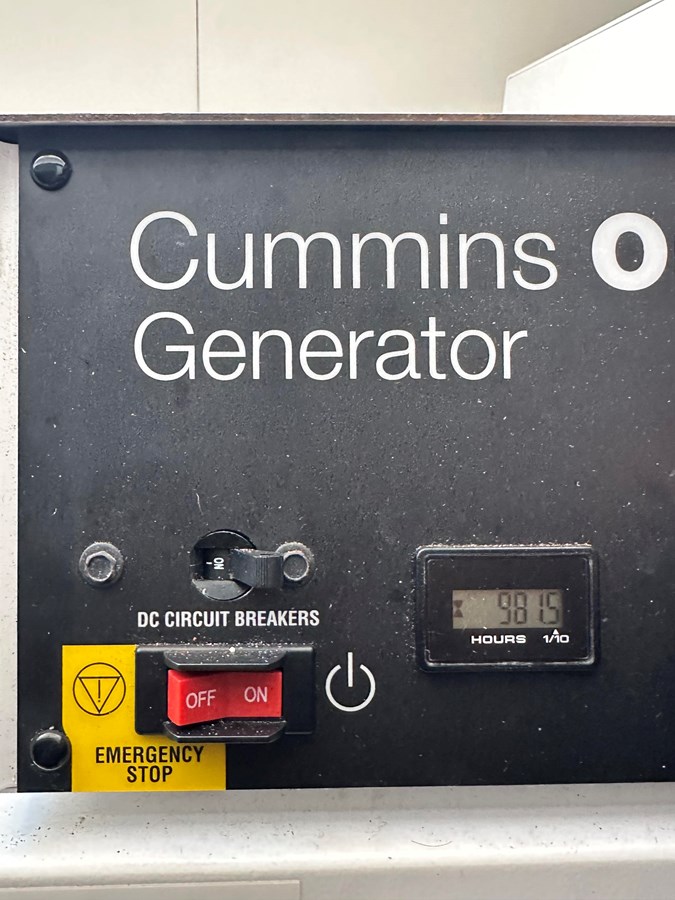 Cummins O
Generator
ON
DC CIRCUIT BREAKERS
981.5
HOURS 1/10
OFF ON
EMERGENCY
STOP